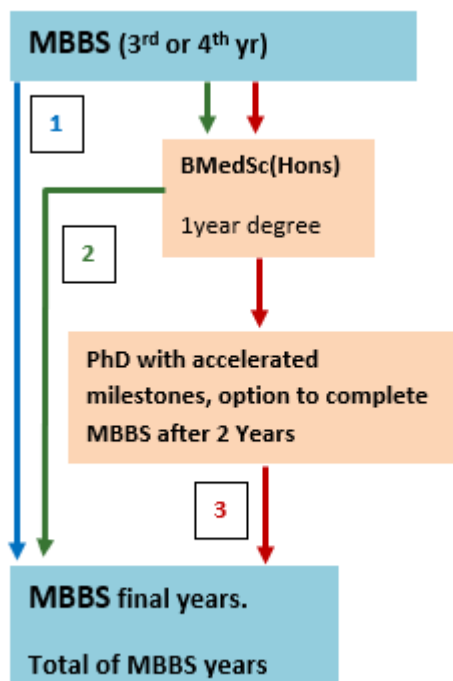 MBBS (3rd or 4th yr)
1
BMedSc(Hons)
1year degree
2
PhD with accelerated
milestones, option to complete
MBBS after 2 Years
3
MBBS final years.
Total of MBBS years